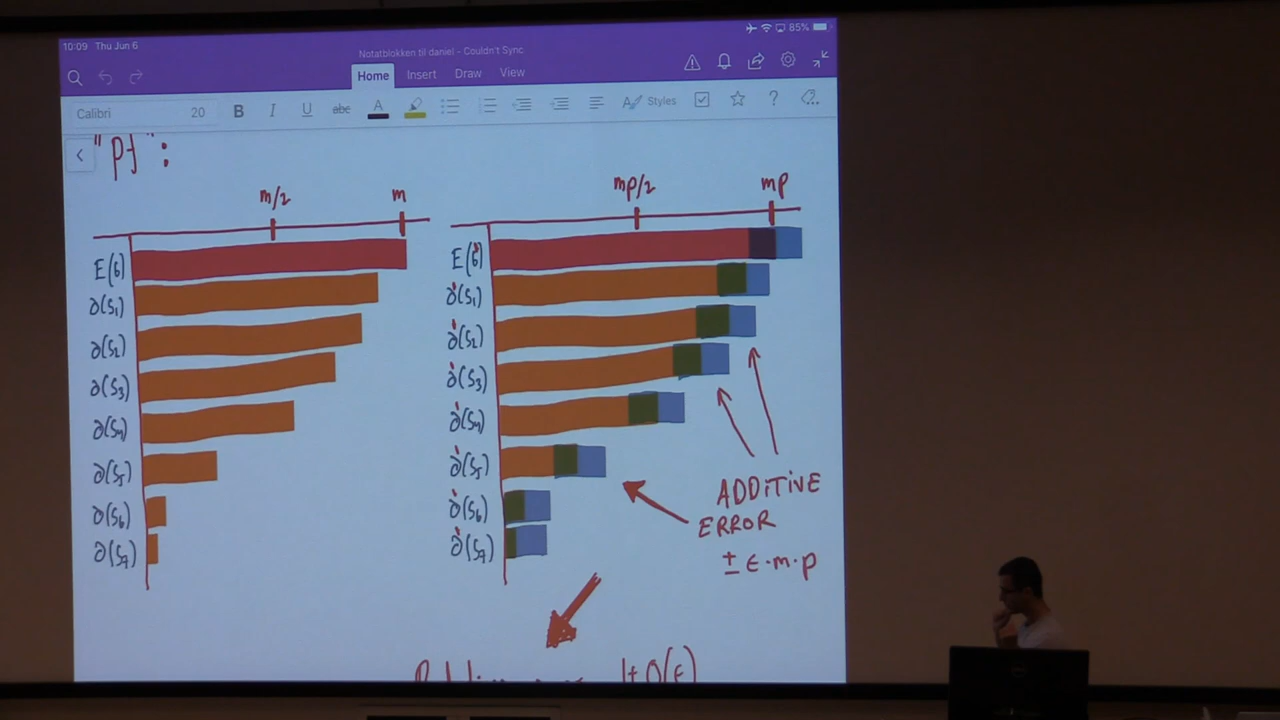 10:09 Thu Jun 6
85%
Notatblokken til daniel - Couldn't Sync
Home Insert Draw View
Calibri 20 B I U abc A Styles
"Pf":
m/2 m
E(G)
∂(S₁)
∂(S₂)
∂(S₃)
∂(S₄)
∂(S₅)
∂(S₆)
∂(S₇)
mp/2 mp
E(G̓)
∂̓(S₁)
∂̓(S₂)
∂̓(S₃)
∂̓(S₄)
∂̓(S₅)
∂̓(S₆)
∂̓(S₇)
ADDITIVE
ERROR
± ϵ·m·p
1+O(ϵ)